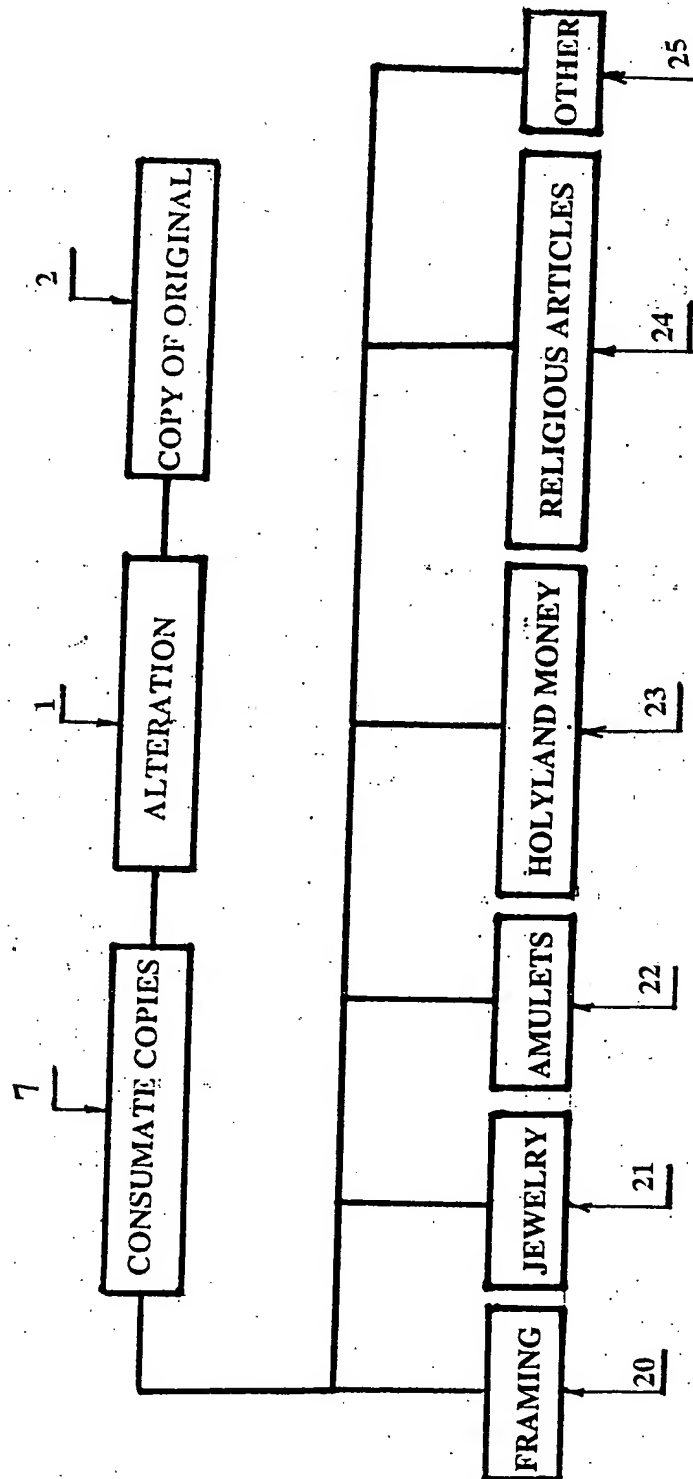 7
CONSUMATE COPIES
1
ALTERATION
2
COPY OF ORIGINAL
FRAMING
20
JEWELRY
21
AMULETS
22
HOLYLAND MONEY
23
RELIGIOUS ARTICLES
24
OTHER
25